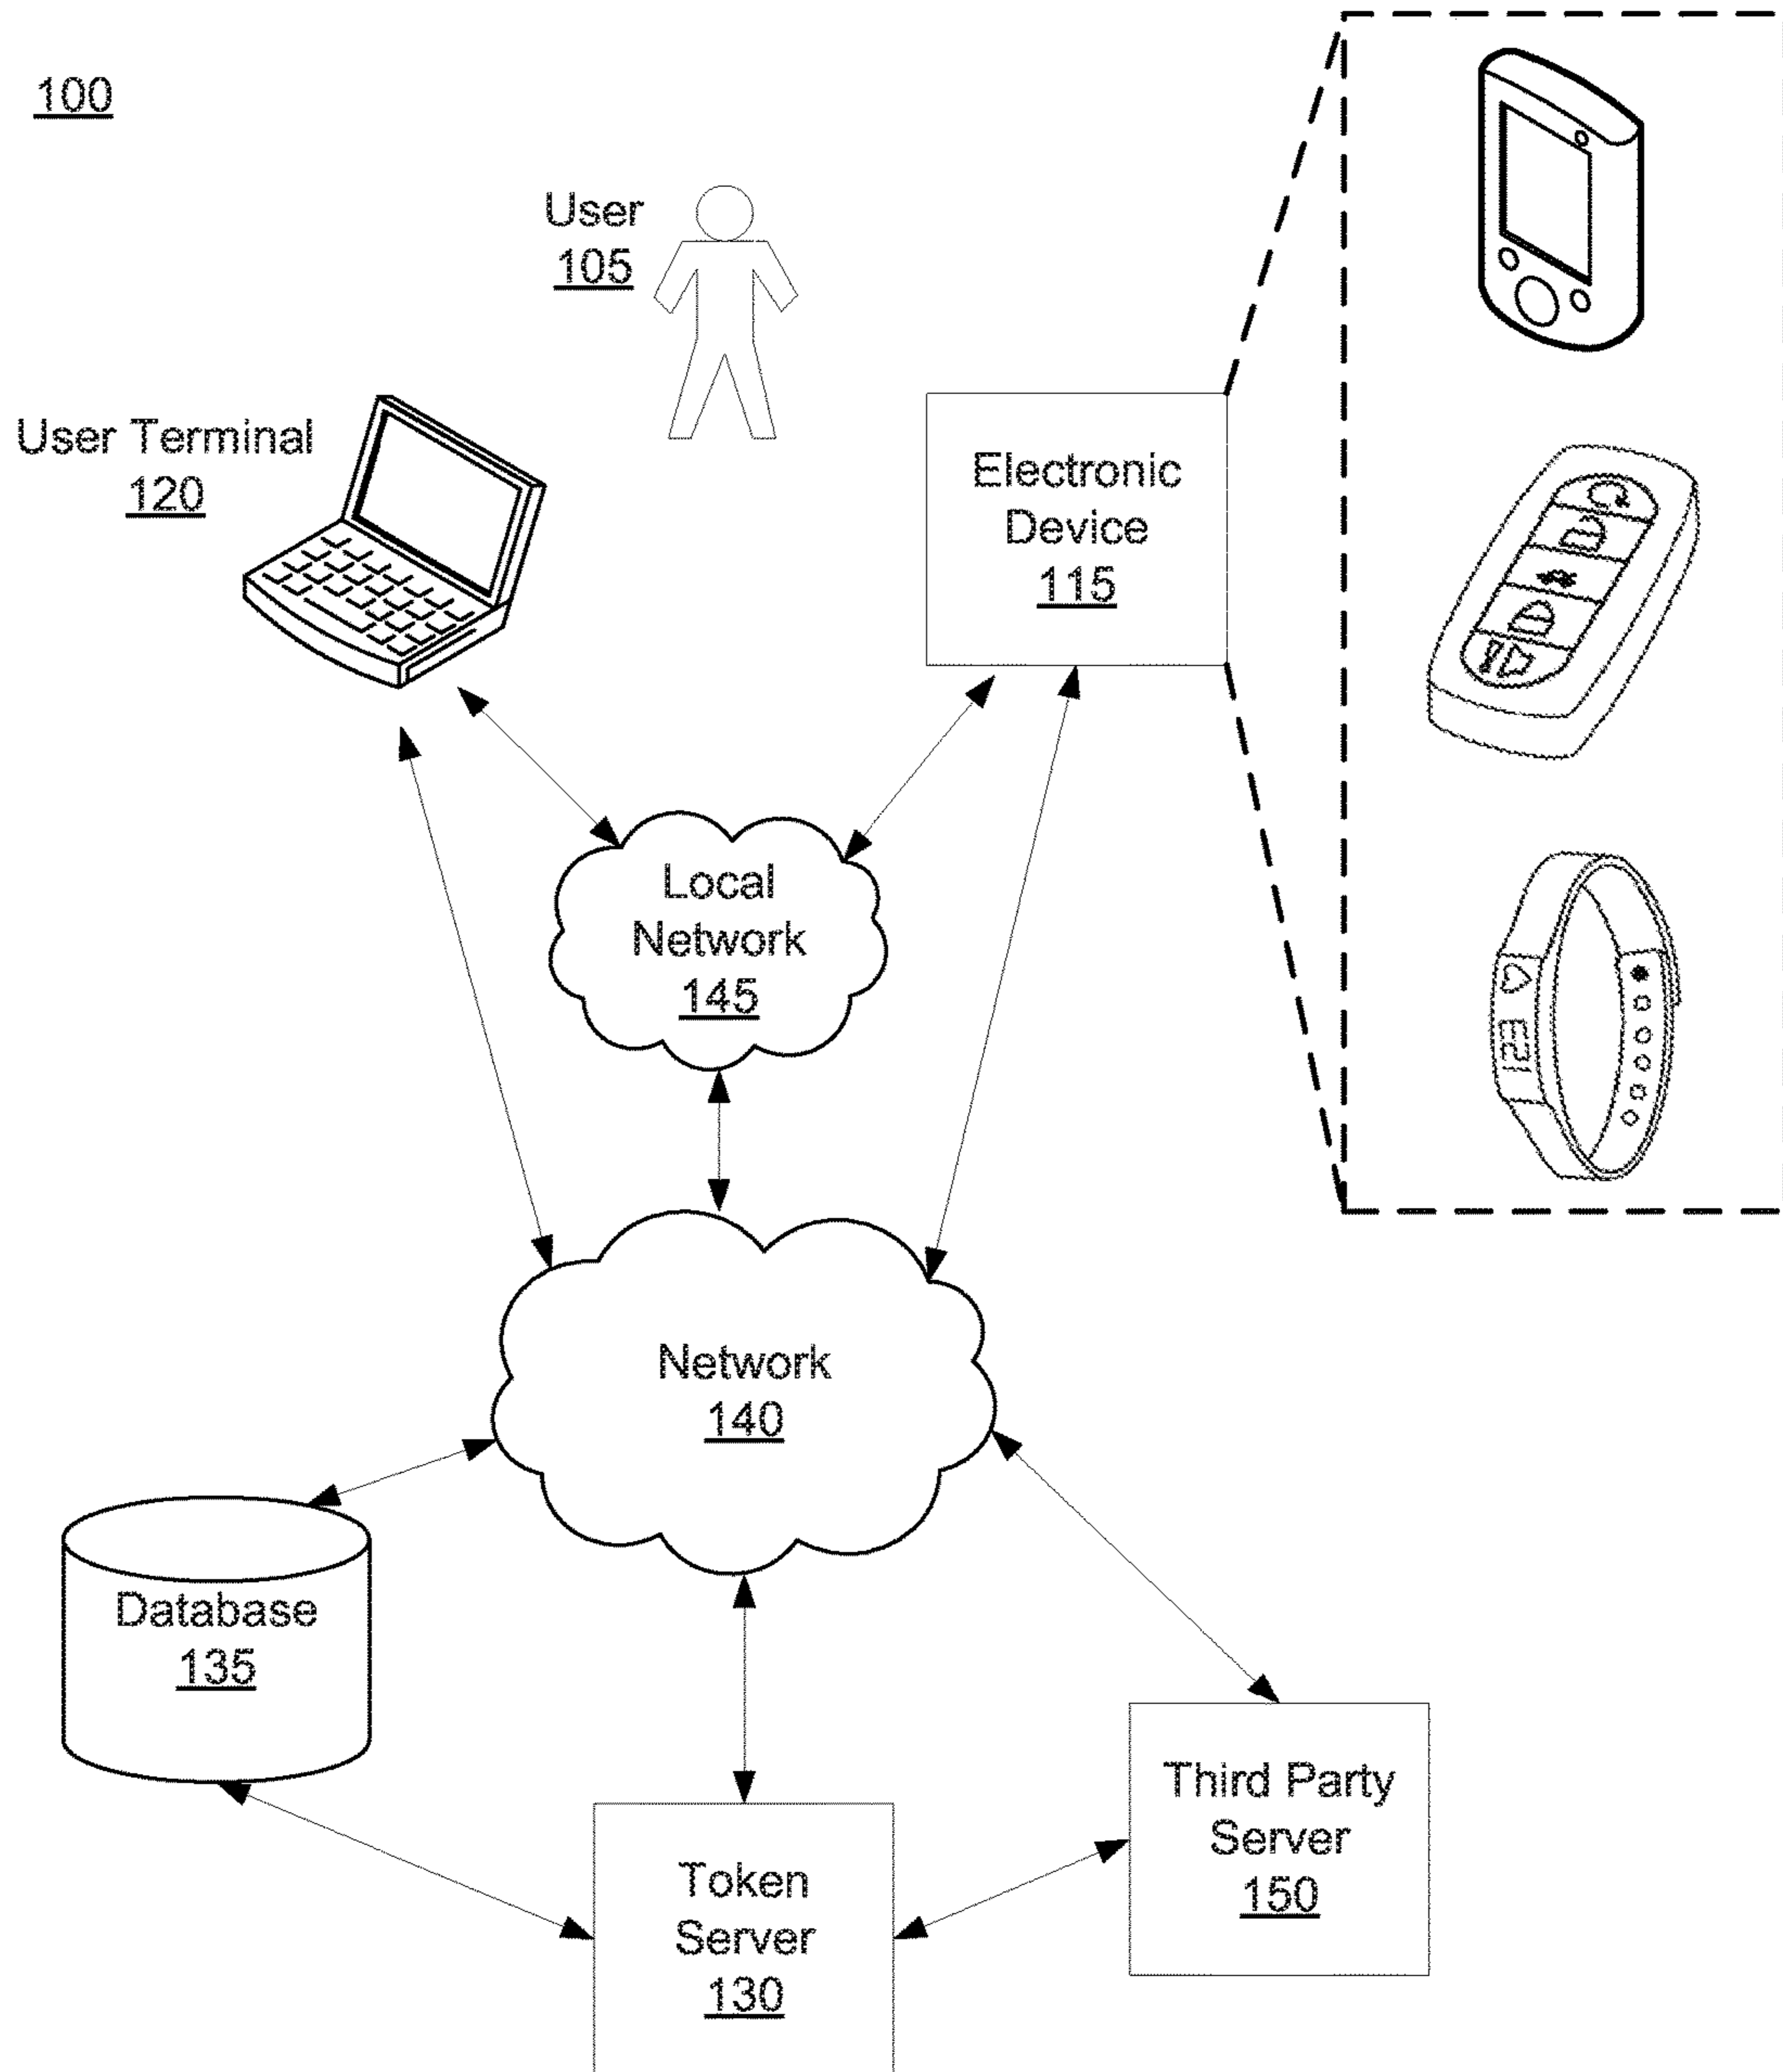 100
User
105
User Terminal
120
Electronic
Device
115
Local
Network
145
123
Network
140
Database
135
Third Party
Server
150
Token
Server
130